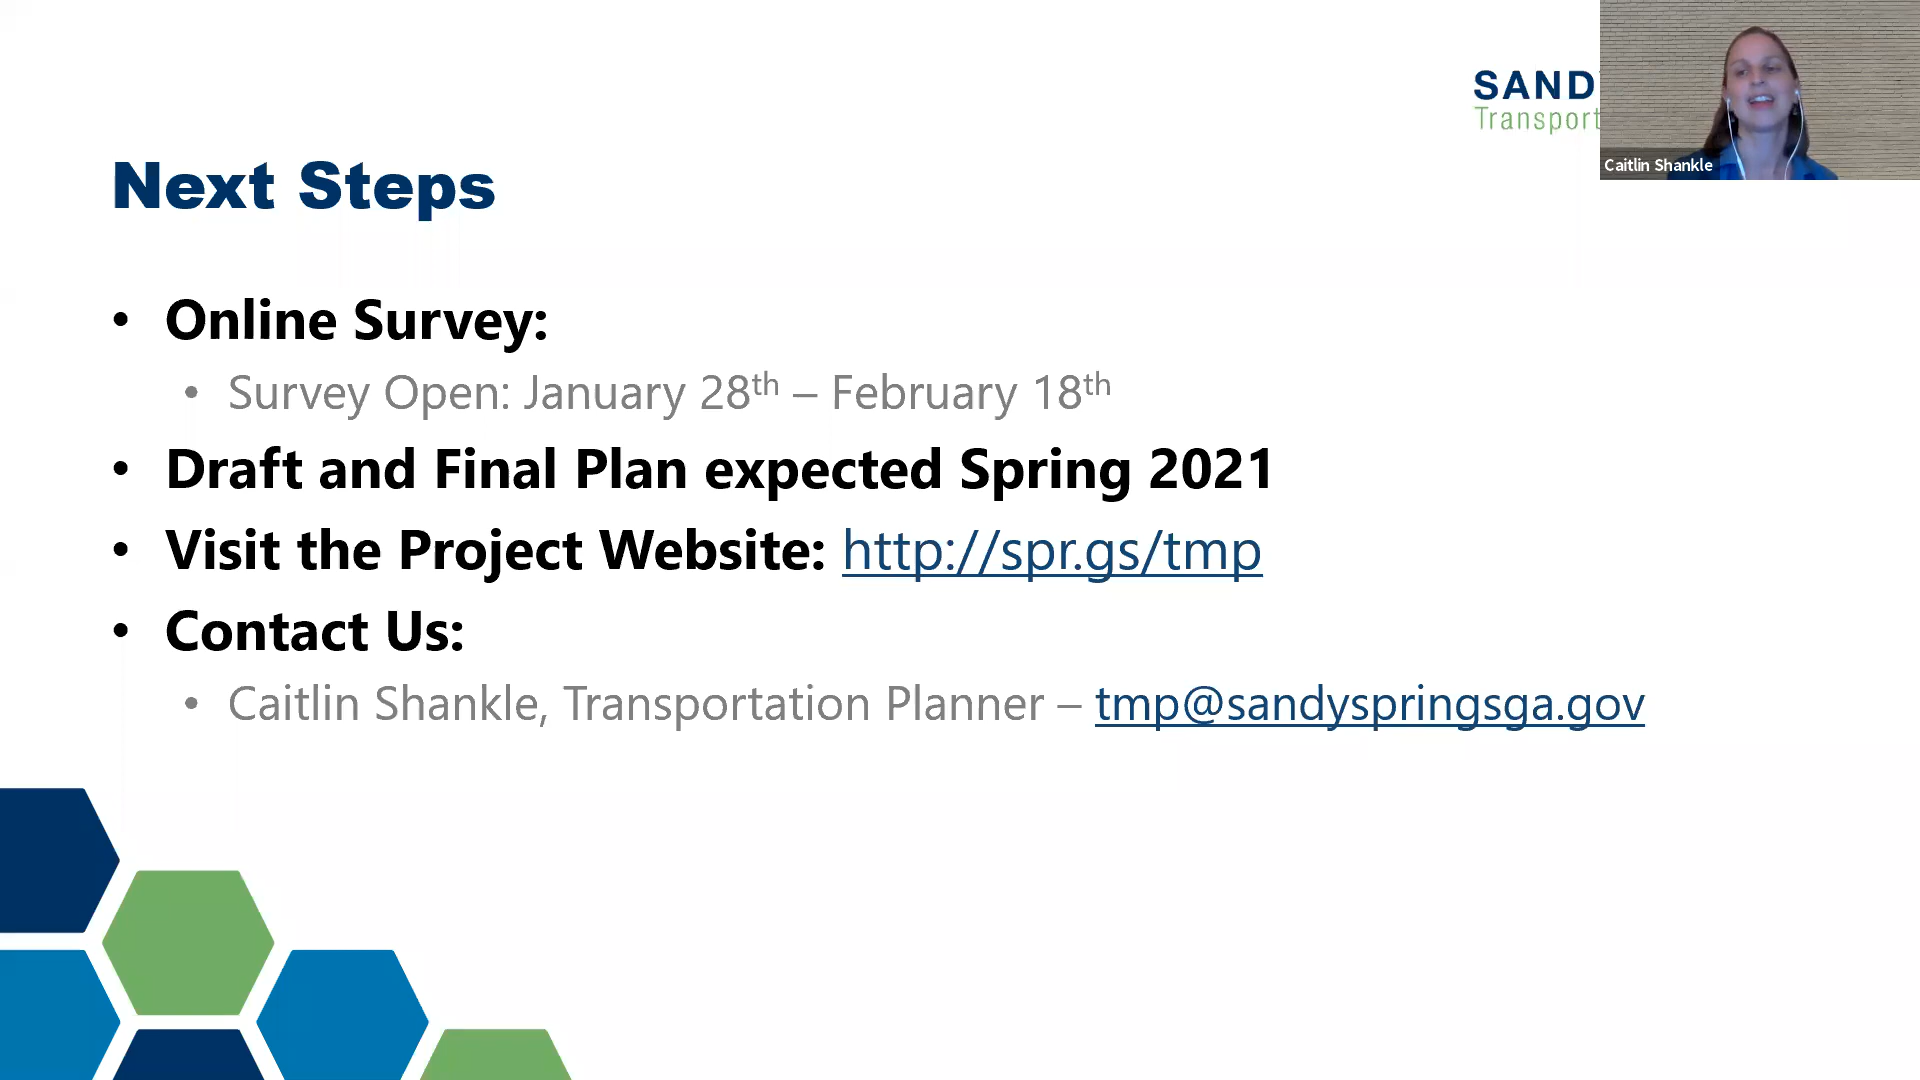 SAND
Transport
Caitlin Shankle
Next Steps
• Online Survey:
• Survey Open: January 28th – February 18th
• Draft and Final Plan expected Spring 2021
• Visit the Project Website: http://spr.gs/tmp
• Contact Us:
• Caitlin Shankle, Transportation Planner – tmp@sandyspringsga.gov